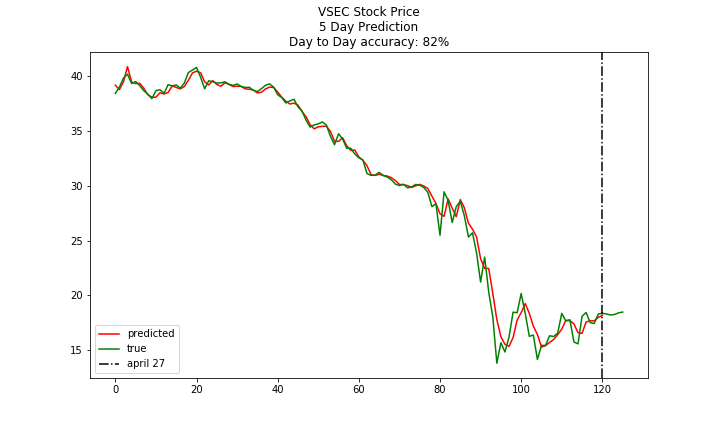 VSEC Stock Price
5 Day Prediction
Day to Day accuracy: 82%
40
35
30
25
20
15
predicted
true
april 27
0
20
40
60
80
100
120